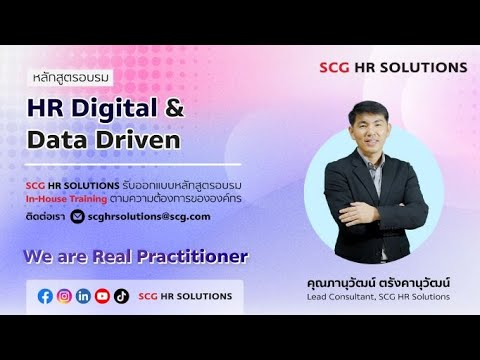 SCG HR SOLUTIONS
หลักสูตรอบรม
HR Digital &
Data Driven
SCG HR SOLUTIONS รับออกแบบหลักสูตรอบรม
In-House Training ตามความต้องการขององค์กร
ติดต่อเรา scghrsolutions@scg.com
We are Real Practitioner
SCG HR SOLUTIONS
คุณภานุวัฒน์ ตรังคานุวัฒน์
Lead Consultant, SCG HR Solutions